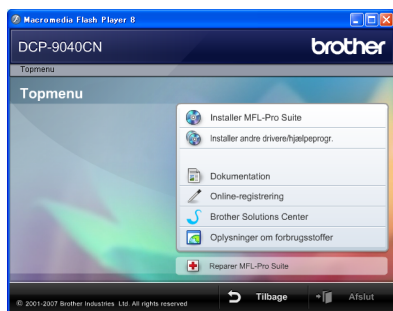 Macromedia Flash Player 8
DCP-9040CN
brother
Topmenu
Topmenu
Installer MFL-Pro Suite
Installer andre drivere/hjælpeprogr.
Dokumentation
Online-registrering
Brother Solutions Center
Oplysninger om forbrugsstoffer
Reparer MFL-Pro Suite
© 2001-2007 Brother Industries Ltd. All rights reserved
Tilbage
Afslut